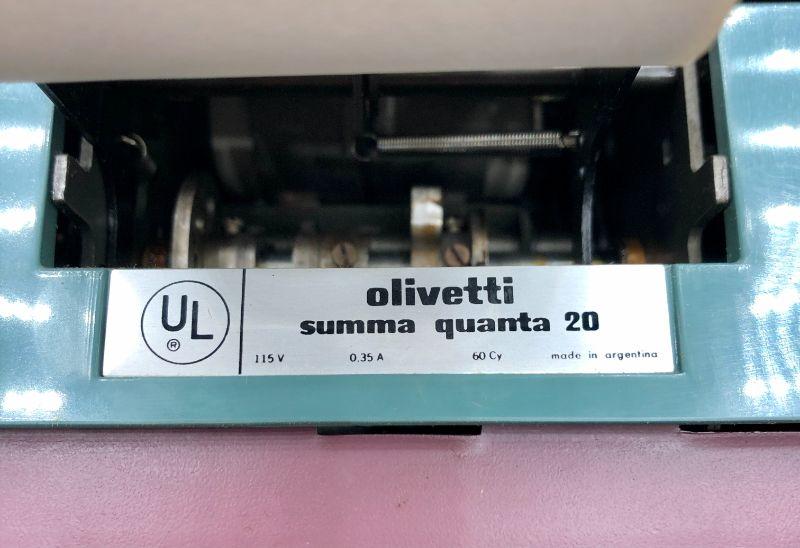 UL
®
olivetti
summa quanta 20
115 V 0,35 A 60 Cy made in argentina